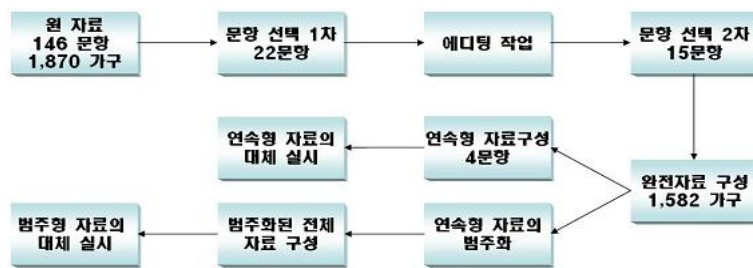 원 자료
146 문항
1,870 가구
문항 선택 1차
22문항
에디팅 작업
문항 선택 2차
15문항
연속형 자료의
대체 실시
연속형 자료구성
4문항
완전자료 구성
1,582 가구
범주형 자료의
대체 실시
범주화된 전체
자료 구성
연속형 자료의
범주화